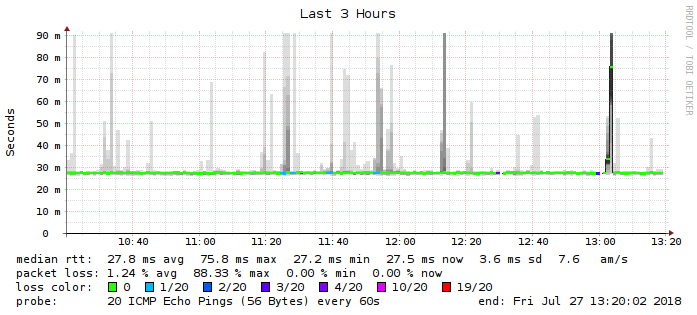 Last 3 Hours
RRDTOOL / TOBI OETIKER
Seconds
90 m
80 m
70 m
60 m
50 m
40 m
30 m
20 m
10 m
0
10:40 11:00 11:20 11:40 12:00 12:20 12:40 13:00 13:20
median rtt: 27.8 ms avg 75.8 ms max 27.2 ms min 27.5 ms now 3.6 ms sd 7.6 am/s
packet loss: 1.24 % avg 88.33 % max 0.00 % min 0.00 % now
loss color: 0 1/20 2/20 3/20 4/20 10/20 19/20
probe: 20 ICMP Echo Pings (56 Bytes) every 60s end: Fri Jul 27 13:20:02 2018